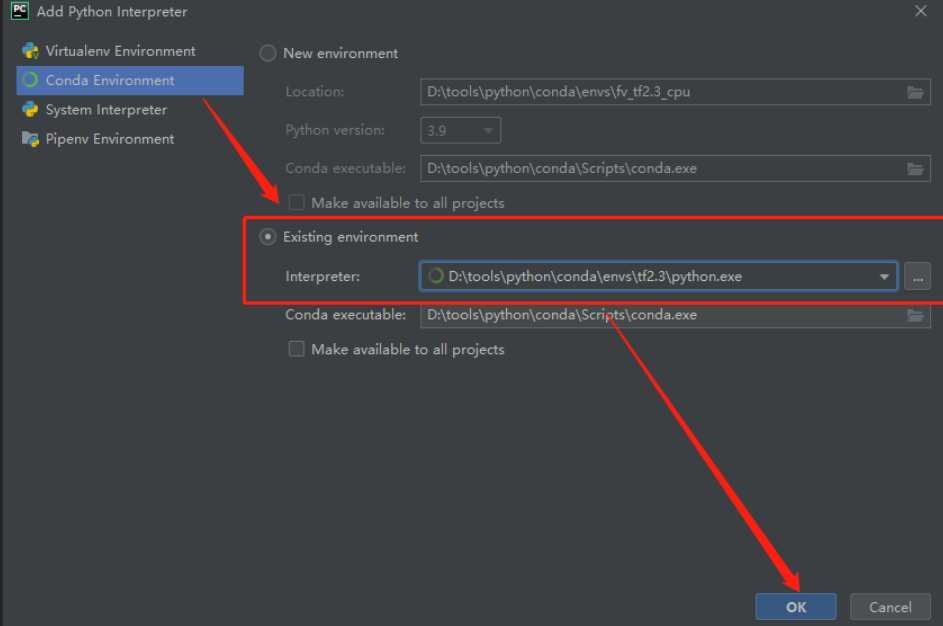 PC Add Python Interpreter
Virtualenv Environment
Conda Environment
System Interpreter
Pipenv Environment
New environment
Location: D:\tools\python\conda\envs\fv_tf2.3_cpu
Python version: 3.9
Conda executable: D:\tools\python\conda\Scripts\conda.exe
Make available to all projects
Existing environment
Interpreter: D:\tools\python\conda\envs\tf2.3\python.exe ...
Conda executable: D:\tools\python\conda\Scripts\conda.exe
Make available to all projects
OK Cancel